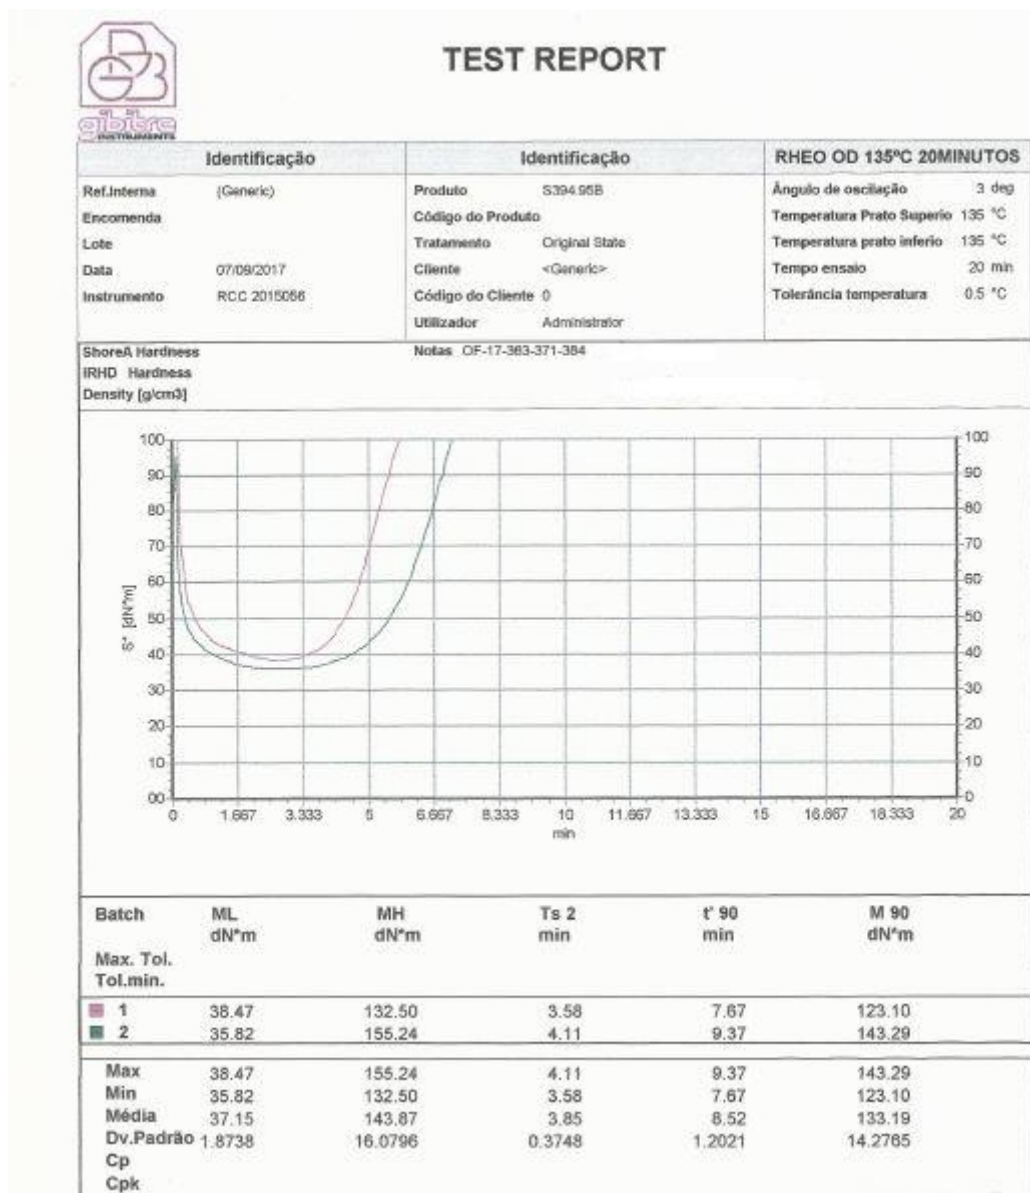 TEST REPORT
gibitre
INSTRUMENTS
Identificação Identificação RHEO OD 135ºC 20MINUTOS
Ref.Interna (Generic) Produto S394.95B Ângulo de oscilação 3 deg
Encomenda Código do Produto Temperatura Prato Superio 135 °C
Lote Tratamento Original State Temperatura prato inferio 135 °C
Data 07/09/2017 Cliente <Generic> Tempo ensaio 20 min
Instrumento RCC 2015056 Código do Cliente 0 Tolerância temperatura 0.5 °C
Utilizador Administrator
ShoreA Hardness Notas OF-17-363-371-384
IRHD Hardness
Density [g/cm3]
100 100
90 90
80 80
70 70
60 60
50 50
S* [dN*m]
40 40
30 30
20 20
10 10
00 0
0 1.667 3.333 5 6.667 8.333 10 11.667 13.333 15 16.667 18.333 20
min
Batch ML MH Ts 2 t' 90 M 90
dN*m dN*m min min dN*m
Max. Tol.
Tol.min.
1 38.47 132.50 3.58 7.67 123.10
2 35.82 155.24 4.11 9.37 143.29
Max 38.47 155.24 4.11 9.37 143.29
Min 35.82 132.50 3.58 7.67 123.10
Média 37.15 143.87 3.85 8.52 133.19
Dv.Padrão 1.8738 16.0796 0.3748 1.2021 14.2765
Cp
Cpk